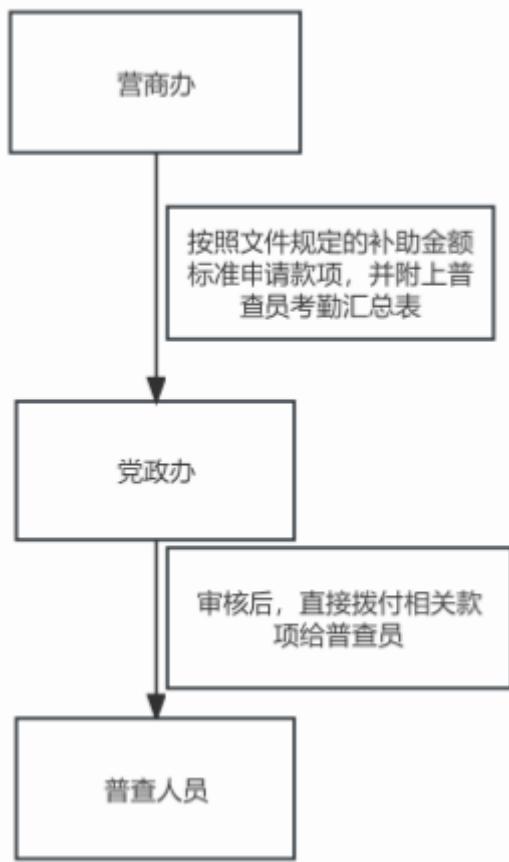 营商办
按照文件规定的补助金额
标准申请款项，并附上普
查员考勤汇总表
党政办
审核后，直接拨付相关款
项给普查员
普查人员